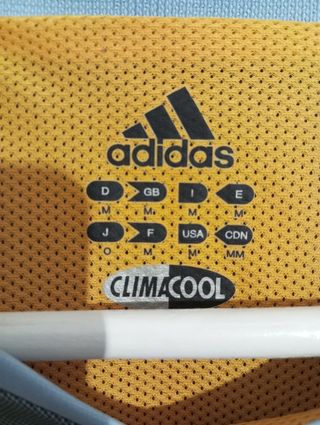 adidas
D GB I E
M M M M
J F USA CDN
O M M MM
CLIMACOOL